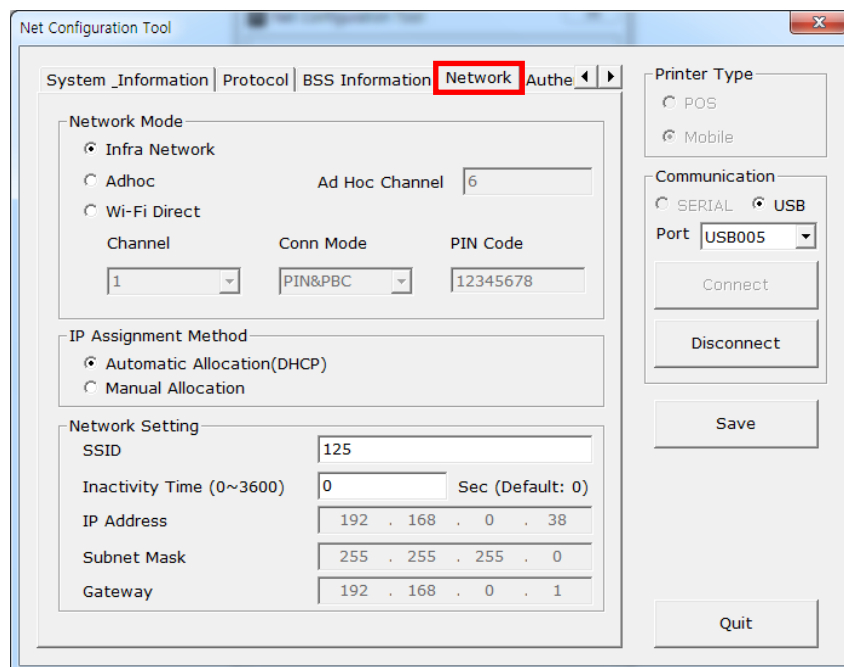 Net Configuration Tool
x
System _Information Protocol BSS Information Network Authe
Network Mode
Infra Network
Adhoc Ad Hoc Channel 6
Wi-Fi Direct
Channel Conn Mode PIN Code
1 PIN&PBC 12345678
IP Assignment Method
Automatic Allocation(DHCP)
Manual Allocation
Network Setting
SSID 125
Inactivity Time (0~3600) 0 Sec (Default: 0)
IP Address 192 . 168 . 0 . 38
Subnet Mask 255 . 255 . 255 . 0
Gateway 192 . 168 . 0 . 1
Printer Type
POS
Mobile
Communication
SERIAL USB
Port USB005
Connect
Disconnect
Save
Quit